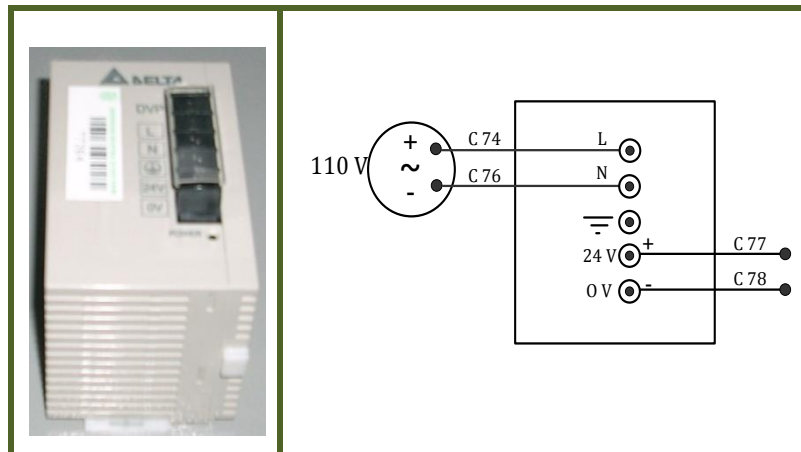 DELTA
DVP
L
N
24V
0V
POWER
110 V
+
~
-
C 74
C 76
L
N
24 V
+
0 V
-
C 77
C 78